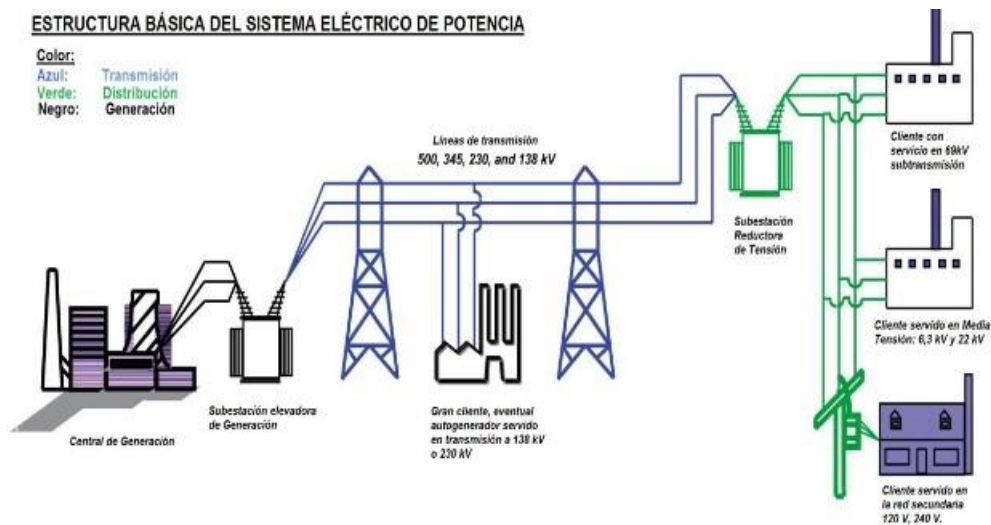 ESTRUCTURA BÁSICA DEL SISTEMA ELÉCTRICO DE POTENCIA
Color:
Azul: Transmisión
Verde: Distribución
Negro: Generación
Líneas de transmisión
500, 345, 230, and 138 kV
Cliente con
servicio en 69kV
subtransmisión
Subestación
Reductora
de Tensión
Cliente servido en Media
Tensión: 6,3 kV y 22 kV
Central de Generación
Subestación elevadora
de Generación
Gran cliente, eventual
autogenerador servido
en transmisión a 138 kV
o 230 kV
Cliente servido en
la red secundaria
120 V, 240 V.